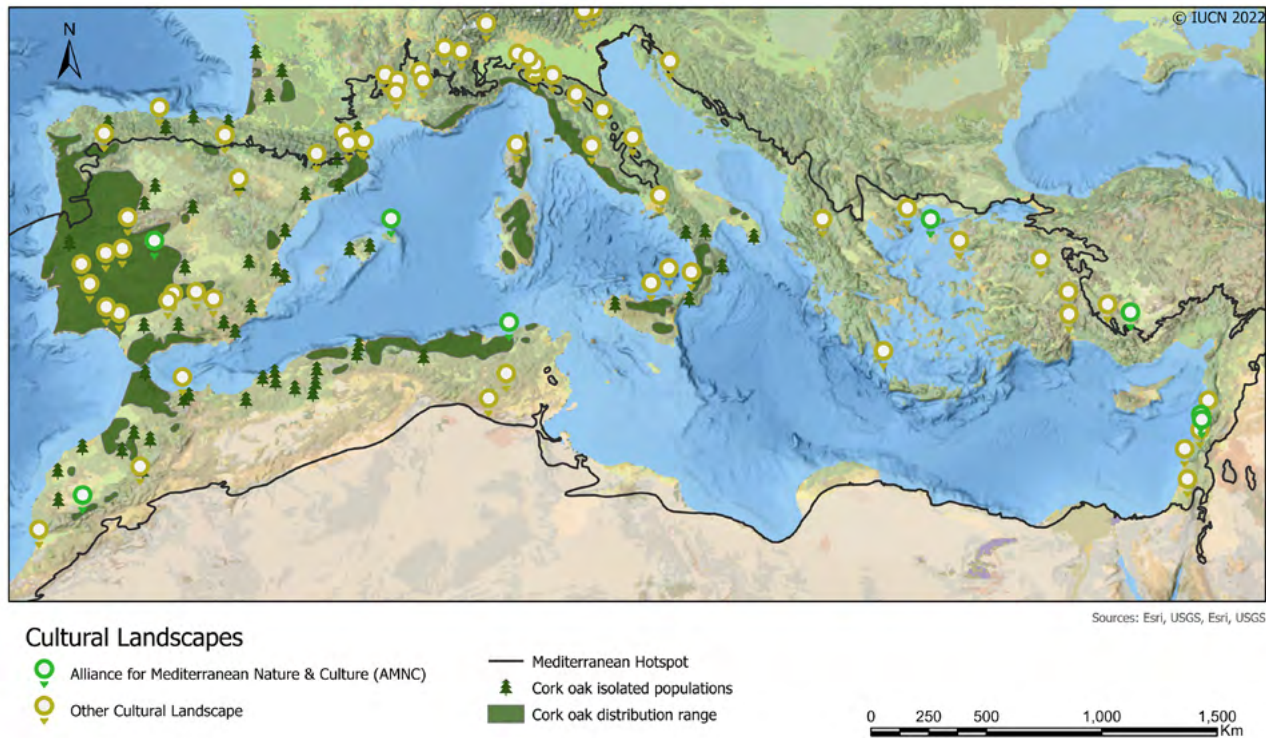 © IUCN 2022
N
Sources: Esri, USGS, Esri, USGS
Cultural Landscapes
Alliance for Mediterranean Nature & Culture (AMNC)
Other Cultural Landscape
Mediterranean Hotspot
Cork oak isolated populations
Cork oak distribution range
0 250 500 1,000 1,500
Km